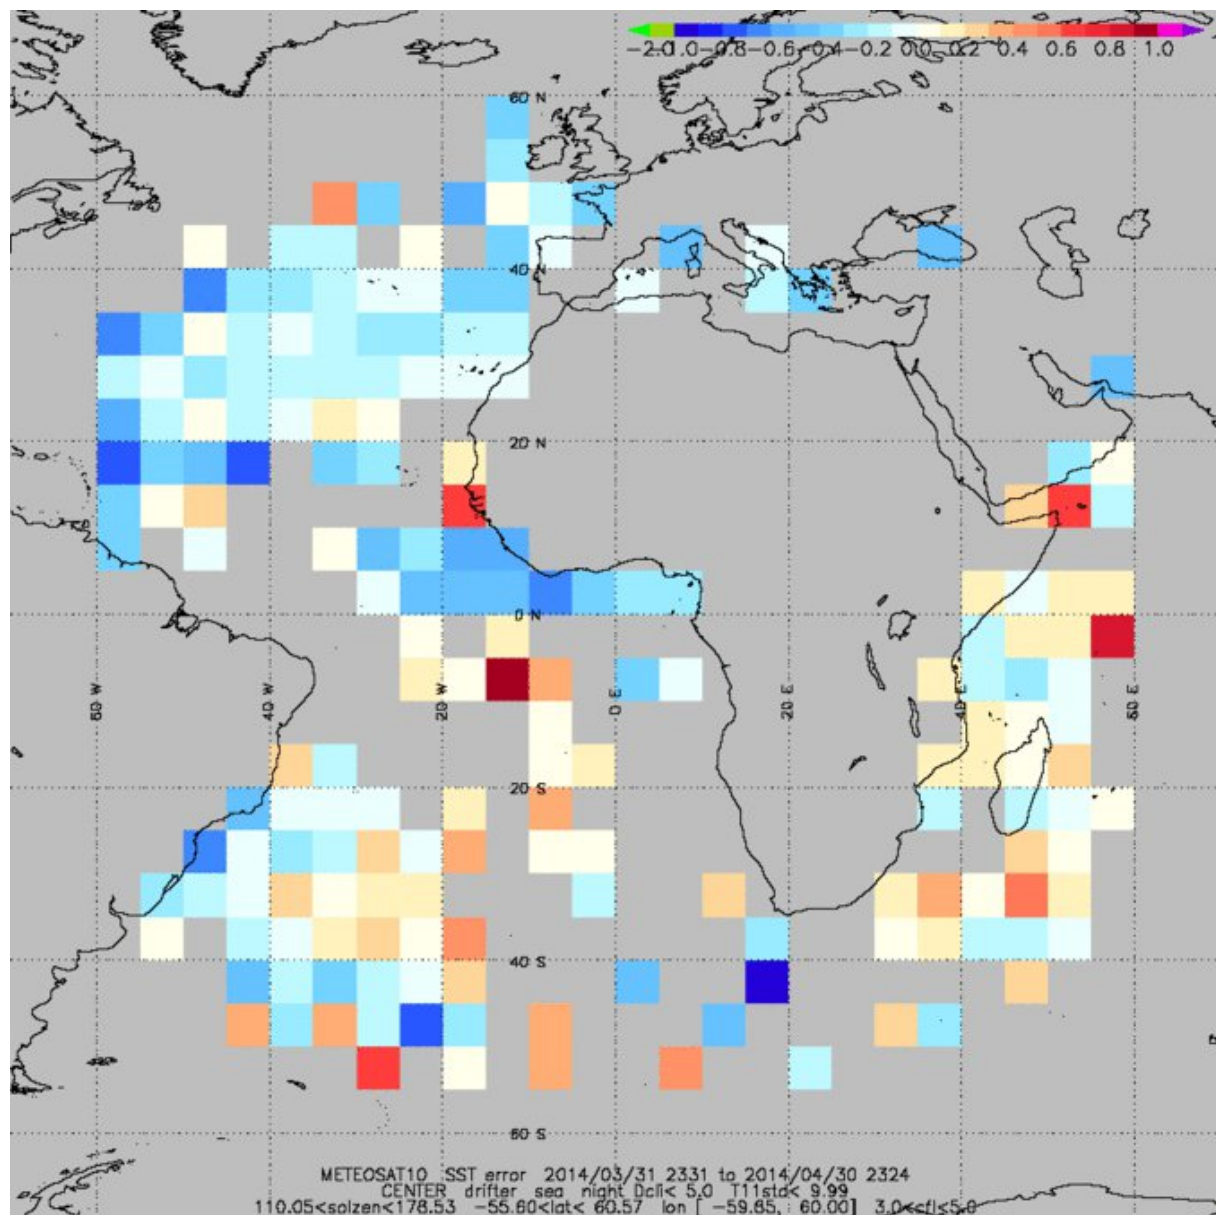 -2.0 -1.0 -0.8 -0.6 -0.4 -0.2 0.0 0.2 0.4 0.6 0.8 1.0
60 N
40 N
20 N
0 N
60 W 40 W 20 W 0 E 20 E 40 E 60 E
20 S
40 S
60 S
METEOSAT10 SST error 2014/03/31 2331 to 2014/04/30 2324
CENTER drifter sea night Dcfl< 5.0 T11std< 9.99
110.05<solzen<178.53 -55.60<lat< 60.57 lon [ -59.85, 60.00] 3.0<cfl<5.0